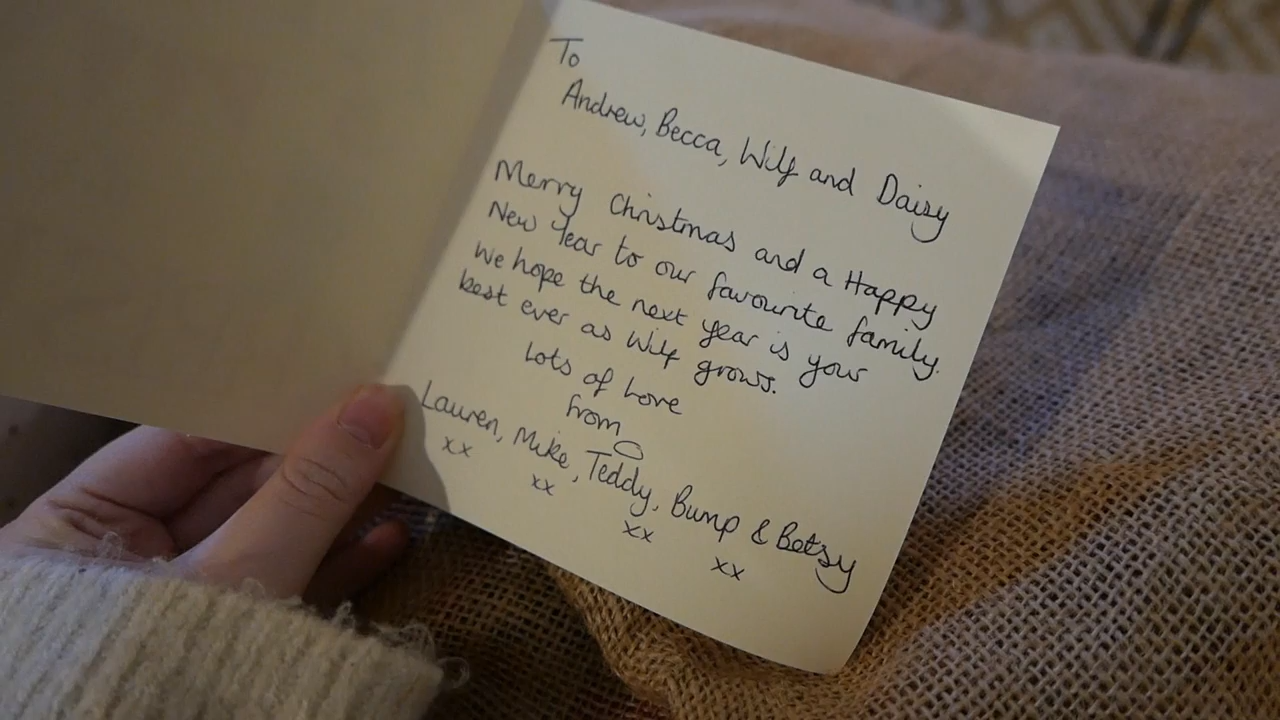 To
Andrew, Becca, Wilf and Daisy
Merry Christmas and a Happy
New Year to our favourite family.
We hope the next year is your
best ever as Wilf grows.
Lots of Love
from
Lauren, Mike, Teddy, Bump & Betsy
xx xx xx xx